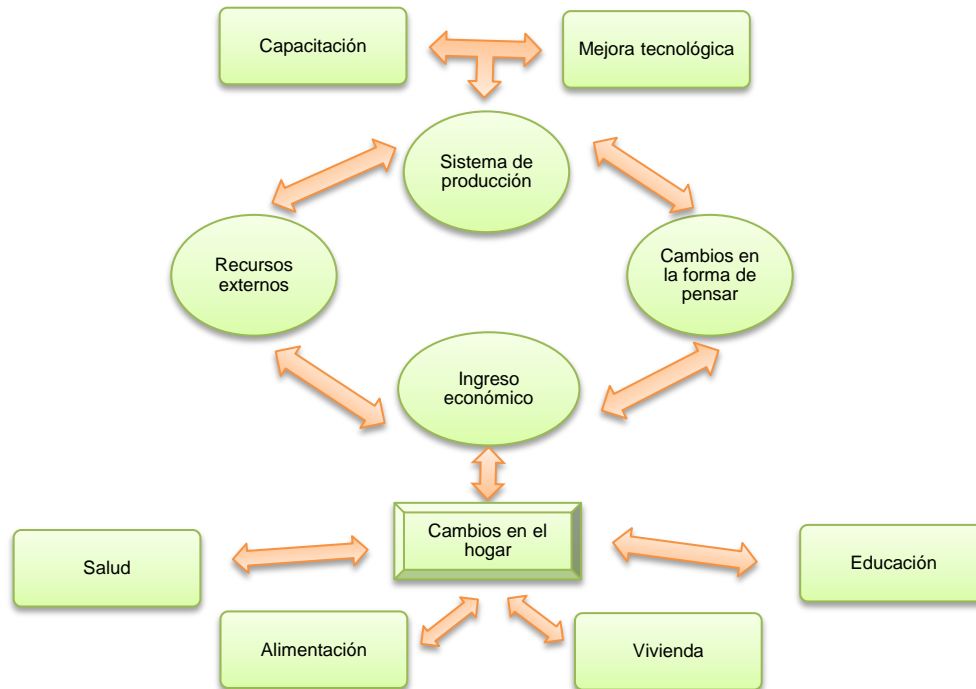 Capacitación
Mejora tecnológica
Sistema de
producción
Recursos
externos
Cambios en
la forma de
pensar
Ingreso
económico
Cambios en el
hogar
Salud
Educación
Alimentación
Vivienda